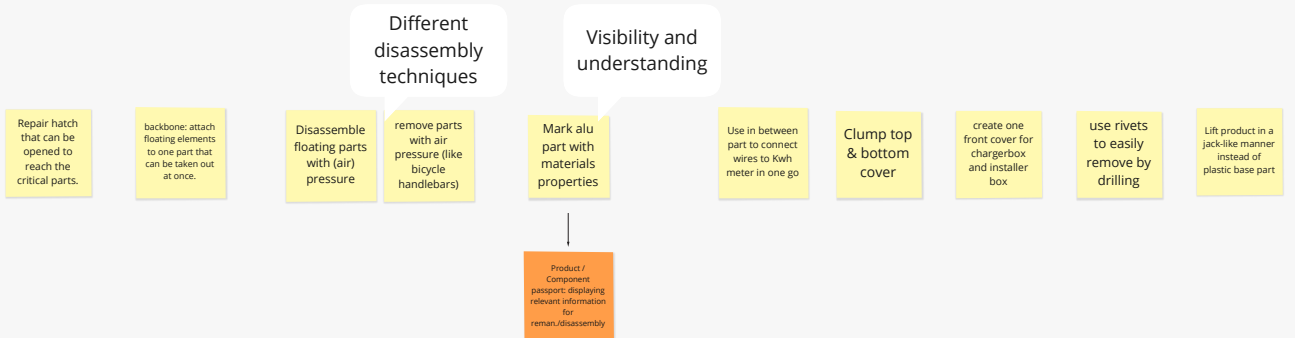 Different
disassembly
techniques
Visibility and
understanding
Repair hatch
that can be
opened to
reach the
critical parts.
backbone: attach
floating elements
to one part that
can be taken out
at once.
Disassemble
floating parts
with (air)
pressure
remove parts
with air
pressure (like
bicycle
handlebars)
Mark alu
part with
materials
properties
Use in between
part to connect
wires to Kwh
meter in one go
Clump top
& bottom
cover
create one
front cover for
chargerbox
and installer
box
use rivets
to easily
remove by
drilling
Lift product in a
jack-like manner
instead of
plastic base part
Product /
Component
passport: displaying
relevant information
for
reman./disassembly